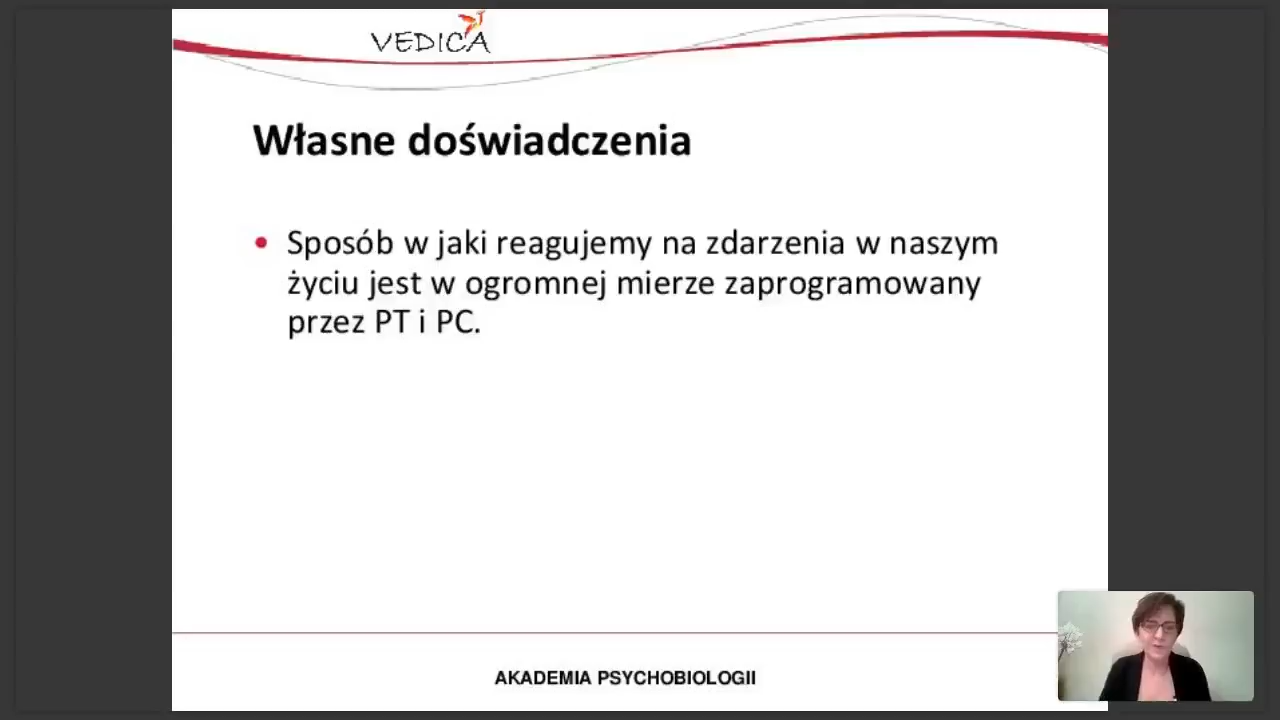 VEDICA
Własne doświadczenia
• Sposób w jaki reagujemy na zdarzenia w naszym
życiu jest w ogromnej mierze zaprogramowany
przez PT i PC.
AKADEMIA PSYCHOBIOLOGII